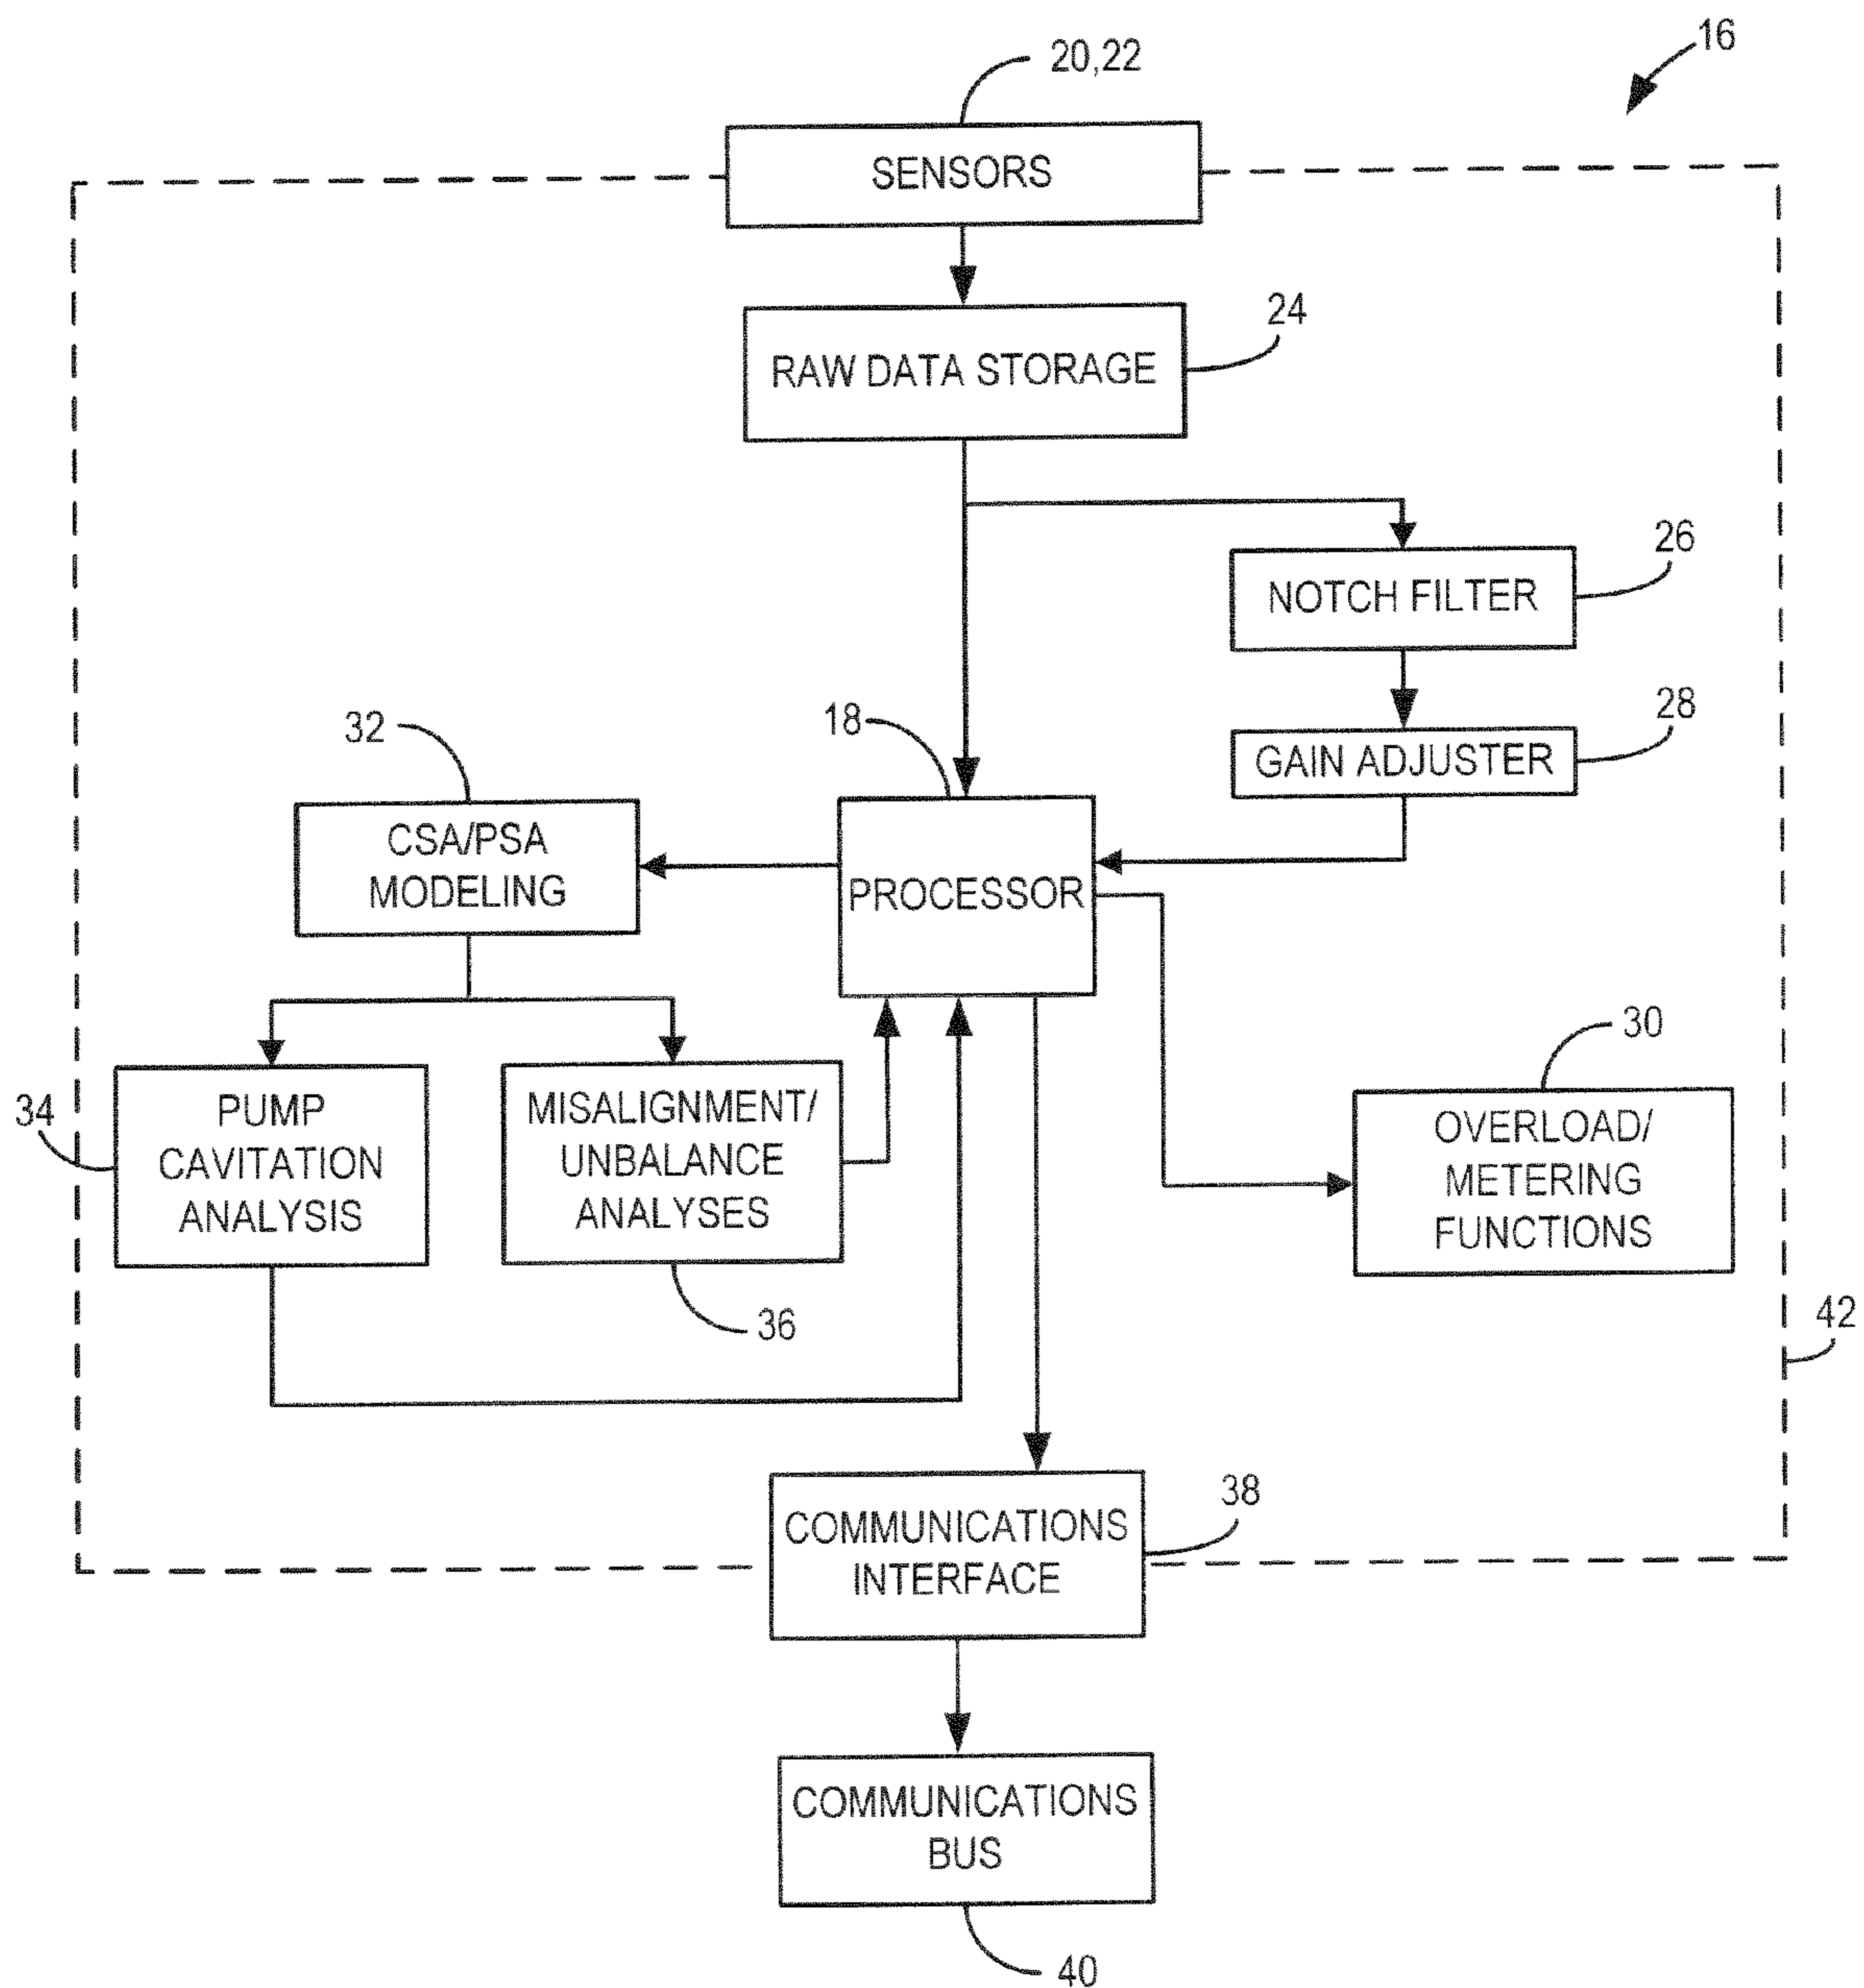 16
20,22
SENSORS
24
RAW DATA STORAGE
26
NOTCH FILTER
28
GAIN ADJUSTER
18
32
CSA/PSA
MODELING
PROCESSOR
30
34
PUMP
CAVITATION
ANALYSIS
MISALIGNMENT/
UNBALANCE
ANALYSES
36
OVERLOAD/
METERING
FUNCTIONS
42
38
COMMUNICATIONS
INTERFACE
COMMUNICATIONS
BUS
40